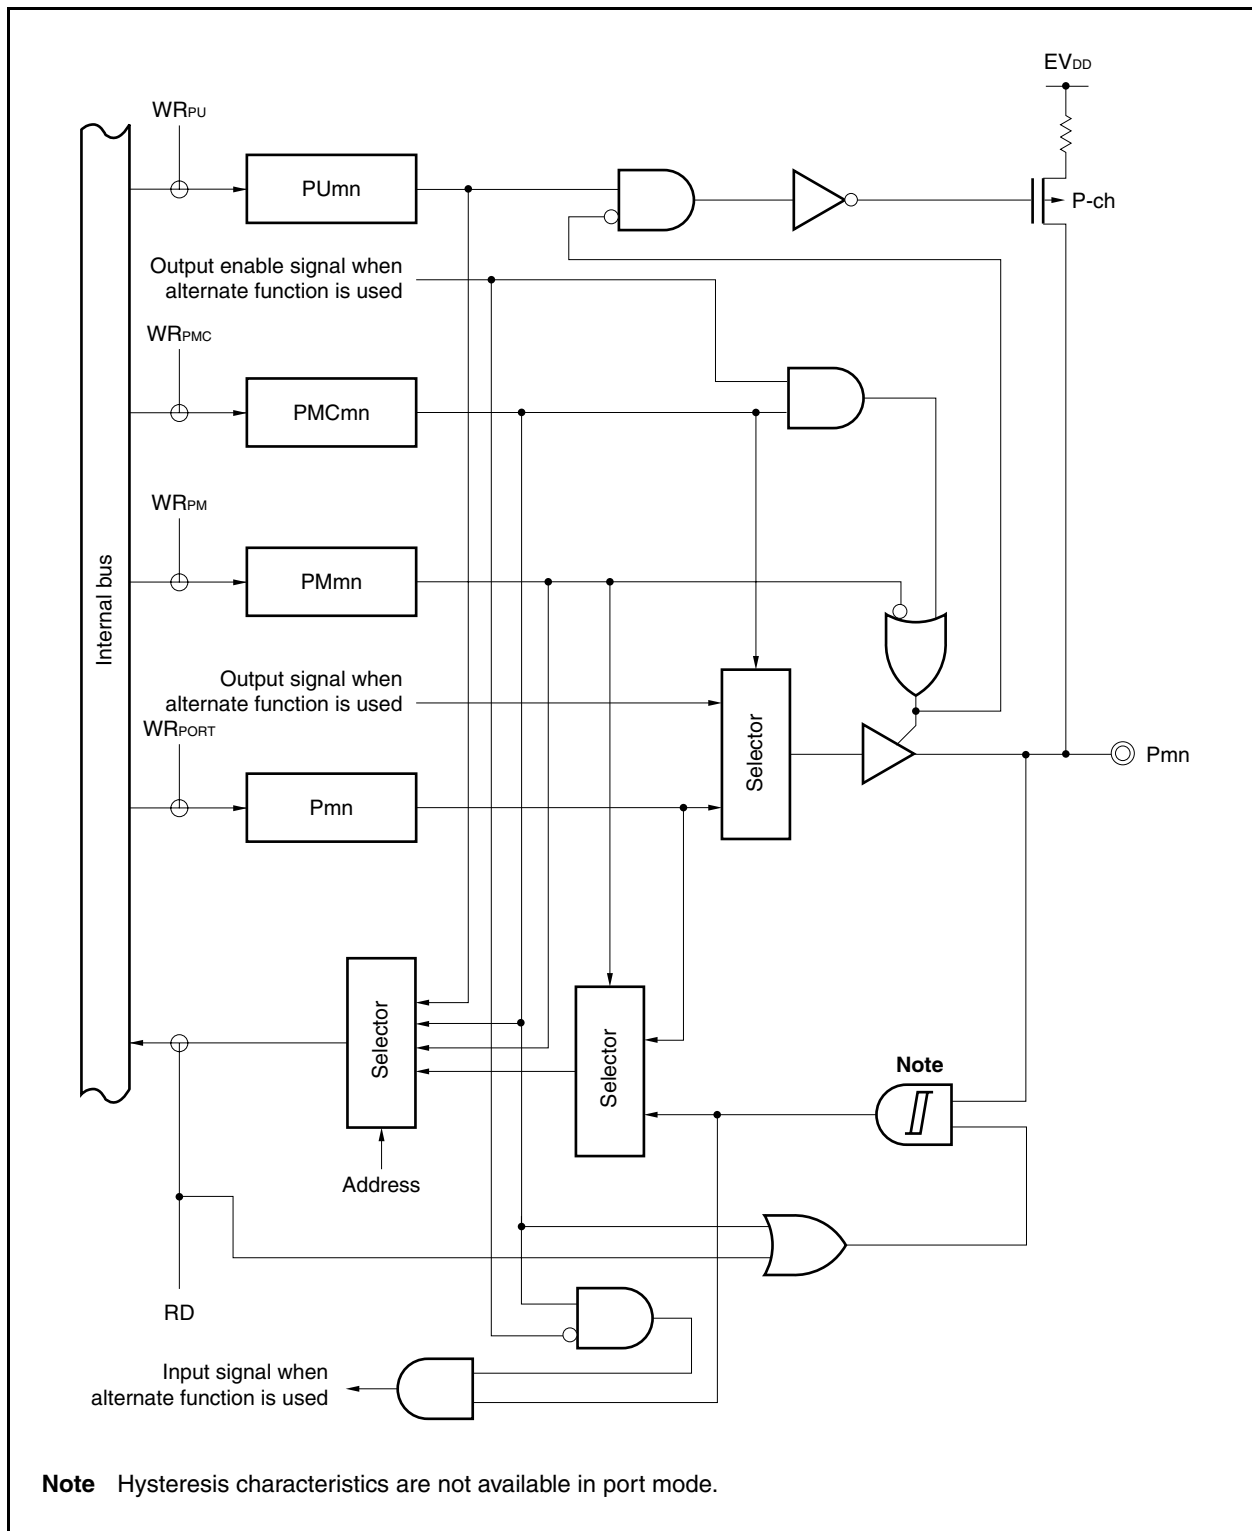 EVDD
WRPU
PUmn
P-ch
Output enable signal when
alternate function is used
WRPMC
PMCmn
WRPM
PMmn
Internal bus
Output signal when
alternate function is used
WRPORT
Selector
Pmn
Pmn
Selector
Selector
Note
Address
RD
Input signal when
alternate function is used
Note Hysteresis characteristics are not available in port mode.